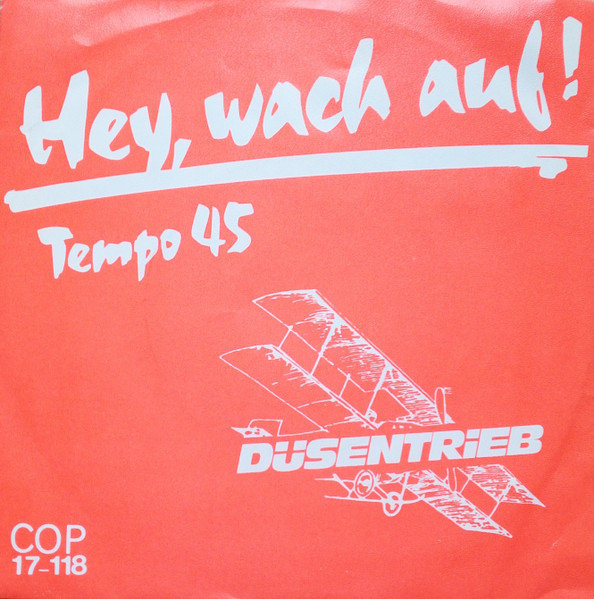 Hey, wach auf!
Tempo 45
DÜSENTRiEB
COP
17-118